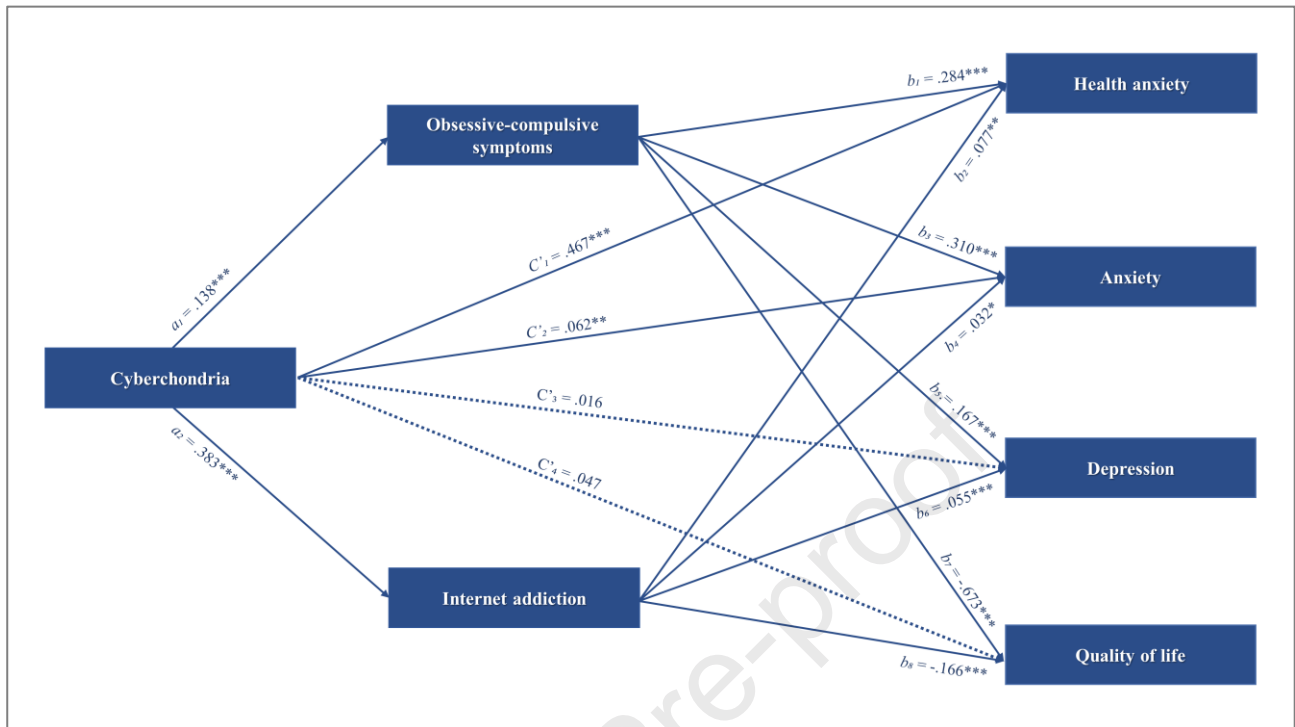 Health anxiety
b₁ = .284***
Obsessive-compulsive
symptoms
b₂ = .077**
C'₁ = .467***
b₃ = .310***
Anxiety
a₁ = .138***
C'₂ = .062**
b₄ = .032*
Cyberchondria
C'₃ = .016
b₅ = .167***
a₂ = .383***
Depression
C'₄ = .047
b₆ = .055***
b₇ = -.673***
Internet addiction
Quality of life
b₈ = -.166***
re-proof